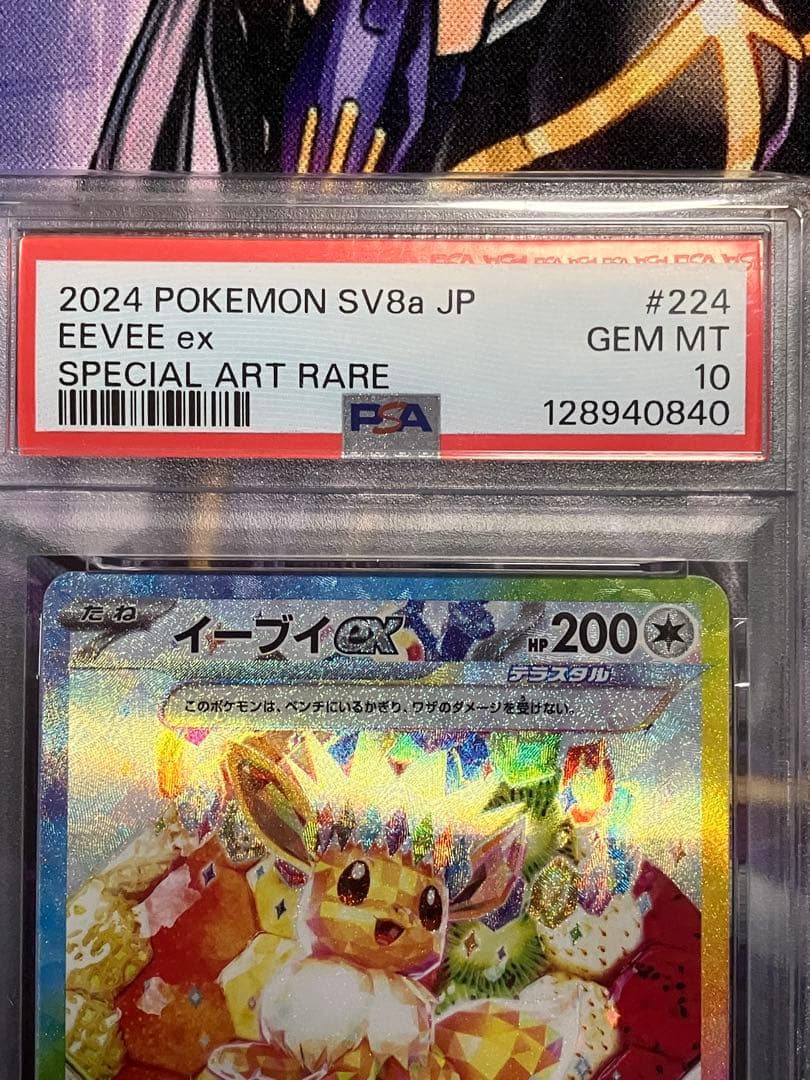 2024 POKEMON SV8a JP #224
EEVEE ex GEM MT
SPECIAL ART RARE 10
PSA 128940840
たね イーブイex HP200
テラスタル
このポケモンは、ベンチにいるかぎり、ワザのダメージを受けない。